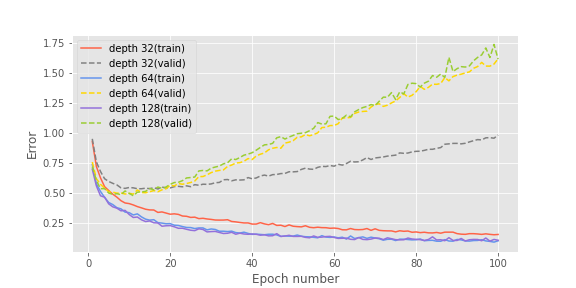 1.75
1.50
1.25
1.00
0.75
0.50
0.25
Error
depth 32(train)
depth 32(valid)
depth 64(train)
depth 64(valid)
depth 128(train)
depth 128(valid)
0 20 40 60 80 100
Epoch number